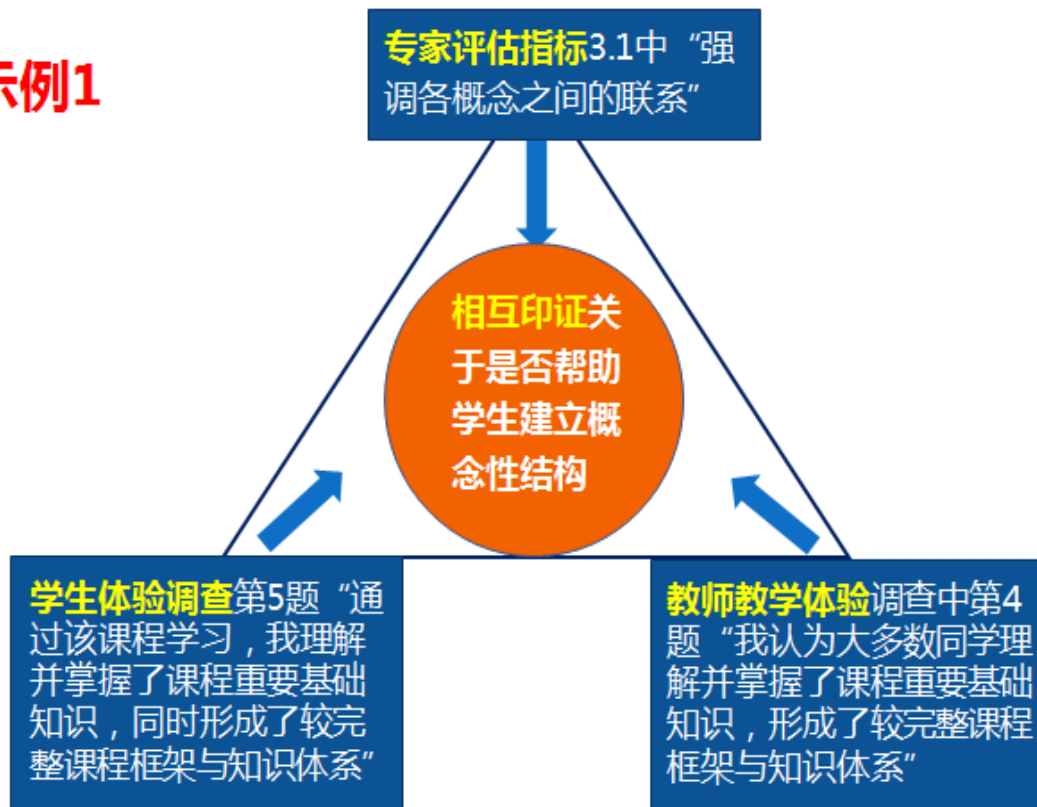 示例1
专家评估指标3.1中“强
调各概念之间的联系”
相互印证关
于是否帮助
学生建立概
念性结构
学生体验调查第5题“通
过该课程学习，我理解
并掌握了课程重要基础
知识，同时形成了较完
整课程框架与知识体系”
教师教学体验调查中第4
题“我认为大多数同学理
解并掌握了课程重要基础
知识，形成了较完整课程
框架与知识体系”